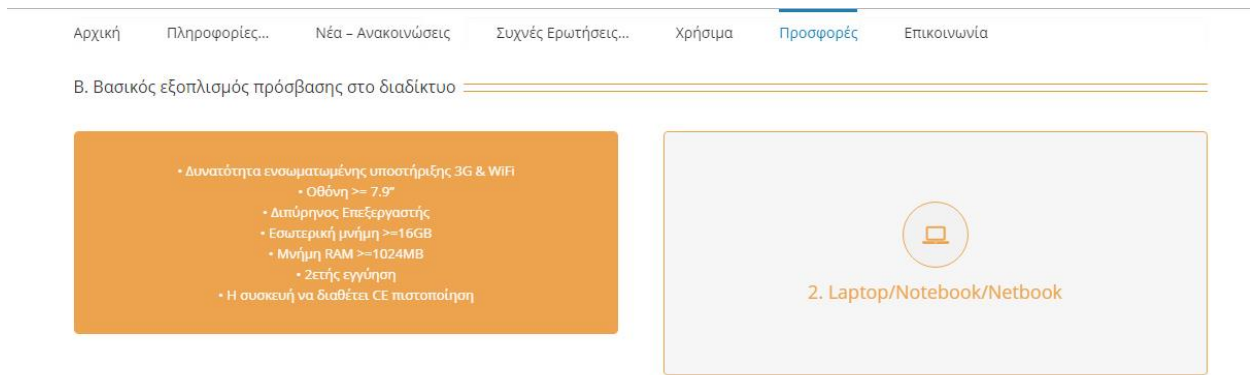 Αρχική Πληροφορίες... Νέα – Ανακοινώσεις Συχνές Ερωτήσεις... Χρήσιμα Προσφορές Επικοινωνία
Β. Βασικός εξοπλισμός πρόσβασης στο διαδίκτυο
• Δυνατότητα ενσωματωμένης υποστήριξης 3G & WiFi
• Οθόνη >= 7.9"
• Διπύρηνος Επεξεργαστής
• Εσωτερική μνήμη >=16GB
• Μνήμη RAM >=1024MB
• 2ετής εγγύηση
• Η συσκευή να διαθέτει CE πιστοποίηση
2. Laptop/Notebook/Netbook